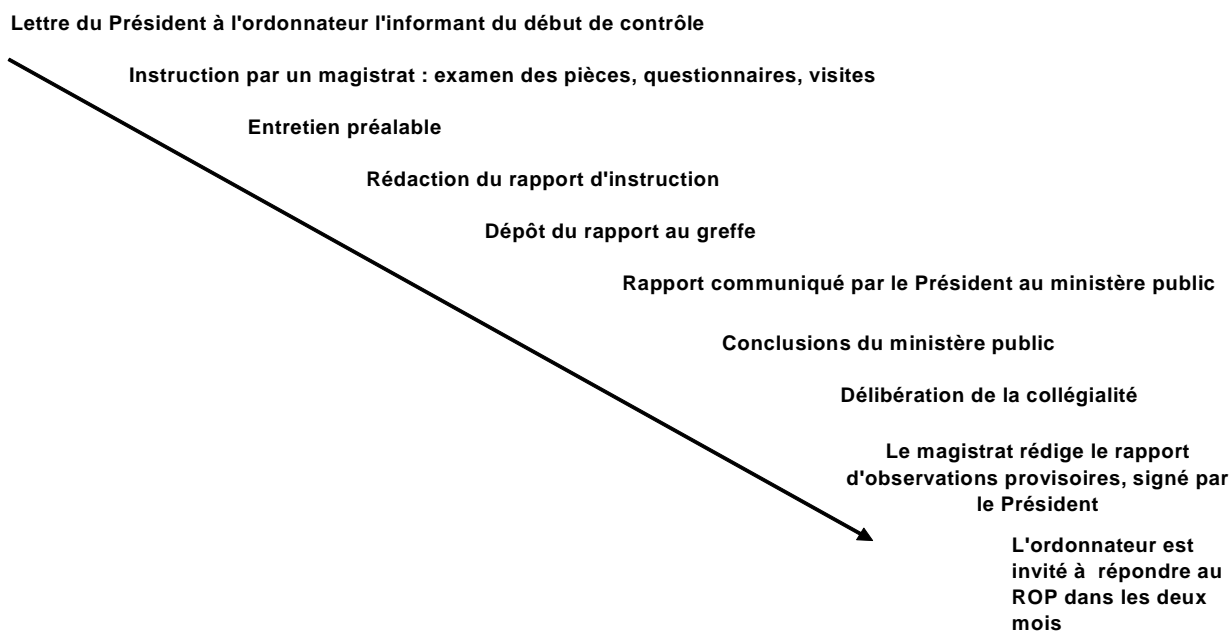 Lettre du Président à l'ordonnateur l'informant du début de contrôle
Instruction par un magistrat : examen des pièces, questionnaires, visites
Entretien préalable
Rédaction du rapport d'instruction
Dépôt du rapport au greffe
Rapport communiqué par le Président au ministère public
Conclusions du ministère public
Délibération de la collégialité
Le magistrat rédige le rapport
d'observations provisoires, signé par
le Président
L'ordonnateur est
invité à répondre au
ROP dans les deux
mois